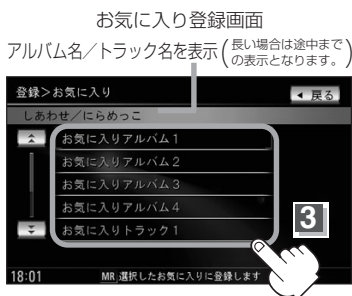 お気に入り登録画面
アルバム名／トラック名を表示(長い場合は途中まで
の表示となります。)
登録＞お気に入り
◀ 戻る
しあわせ／にらめっこ
お気に入りアルバム１
お気に入りアルバム２
お気に入りアルバム３
お気に入りアルバム４
お気に入りトラック１
3
18:01 MR 選択したお気に入りに登録します